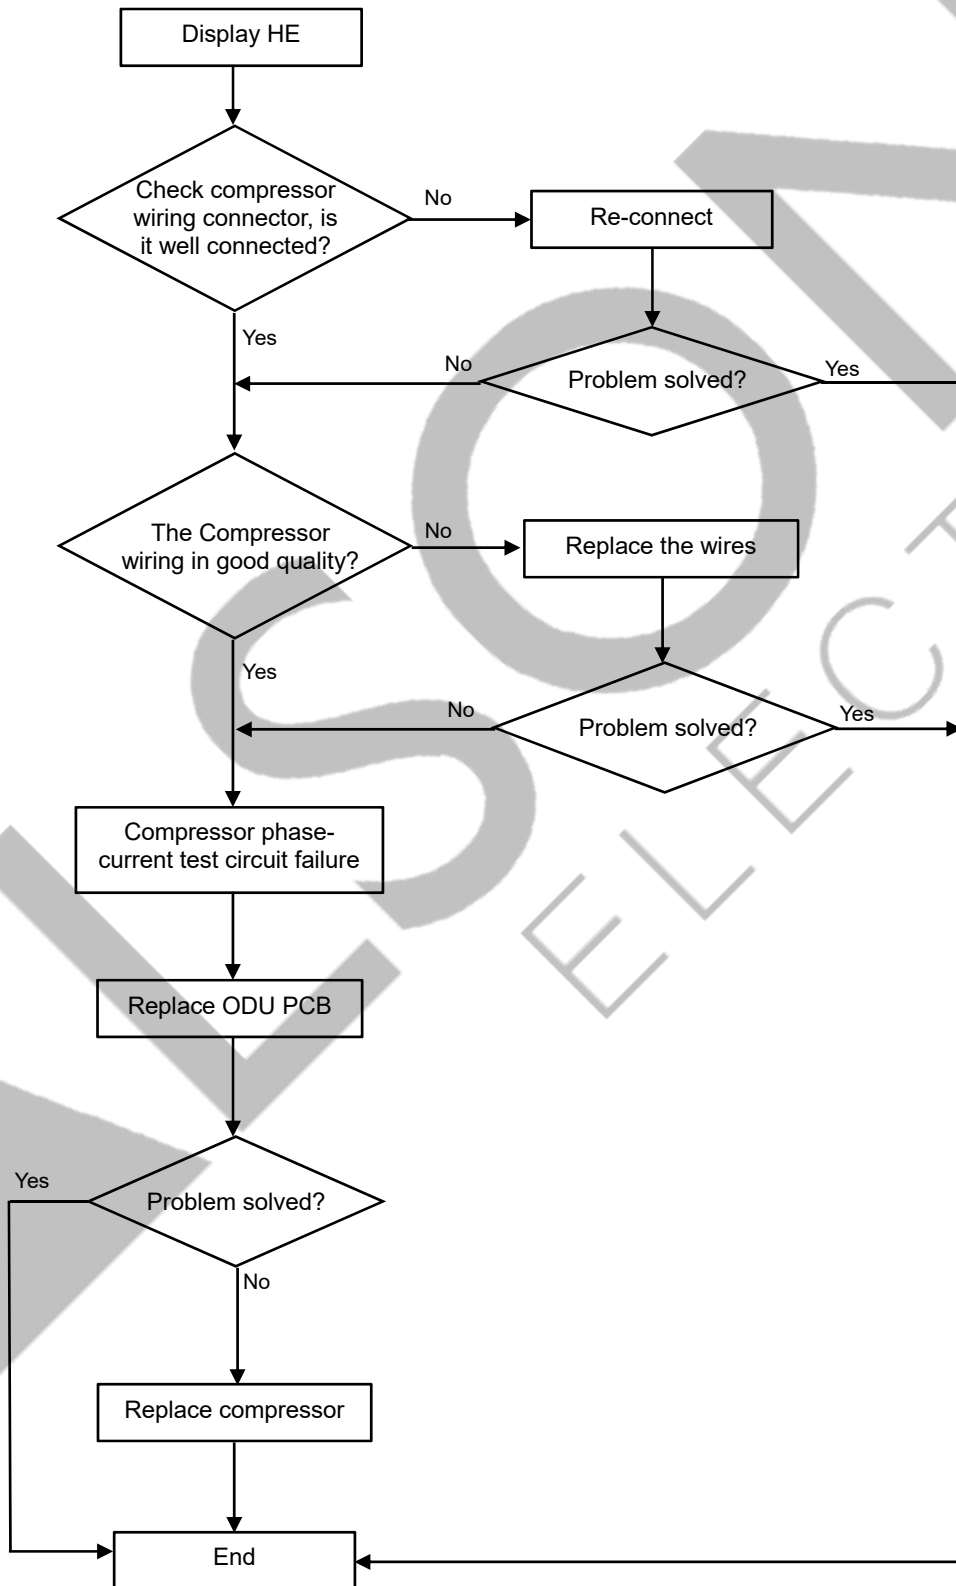 Display HE
Check compressor
wiring connector, is
it well connected?
No
Re-connect
Yes
No
Problem solved?
Yes
The Compressor
wiring in good quality?
No
Replace the wires
Yes
No
Problem solved?
Yes
Compressor phase-
current test circuit failure
Replace ODU PCB
Yes
Problem solved?
No
Replace compressor
End